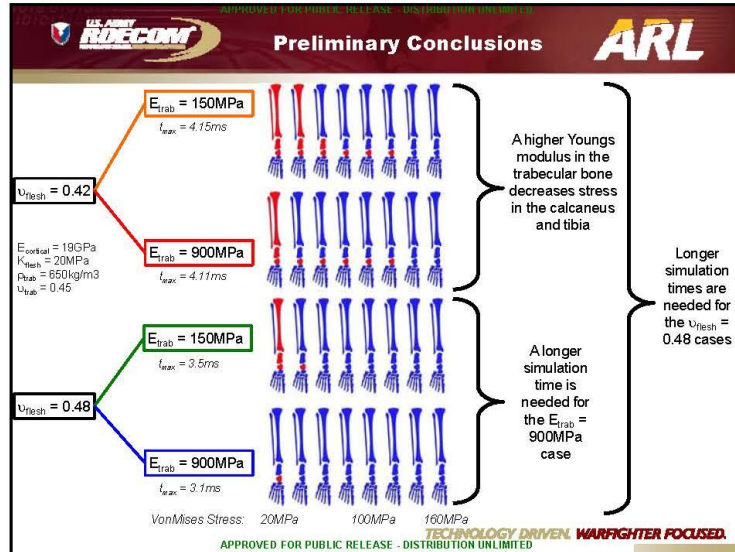 APPROVED FOR PUBLIC RELEASE - DISTRIBUTION UNLIMITED
U.S. ARMY
RDECOM
Preliminary Conclusions
ARL
E_trab = 150MPa
t_max = 4.15ms
υ_flesh = 0.42
E_trab = 900MPa
t_max = 4.11ms
E_cortical = 19GPa
K_flesh = 20MPa
ρ_trab = 650kg/m3
υ_trab = 0.45
E_trab = 150MPa
t_max = 3.5ms
υ_flesh = 0.48
E_trab = 900MPa
t_max = 3.1ms
A higher Youngs
modulus in the
trabecular bone
decreases stress
in the calcaneus
and tibia
A longer
simulation
time is
needed for
the E_trab =
900MPa
case
Longer
simulation
times are
needed for
the υ_flesh =
0.48 cases
VonMises Stress: 20MPa 100MPa 160MPa
TECHNOLOGY DRIVEN. WARFIGHTER FOCUSED.
APPROVED FOR PUBLIC RELEASE - DISTRIBUTION UNLIMITED